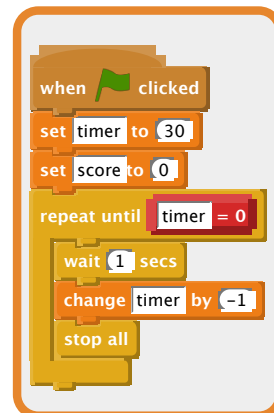 when clicked
set timer to 30
set score to 0
repeat until timer = 0
wait 1 secs
change timer by -1
stop all